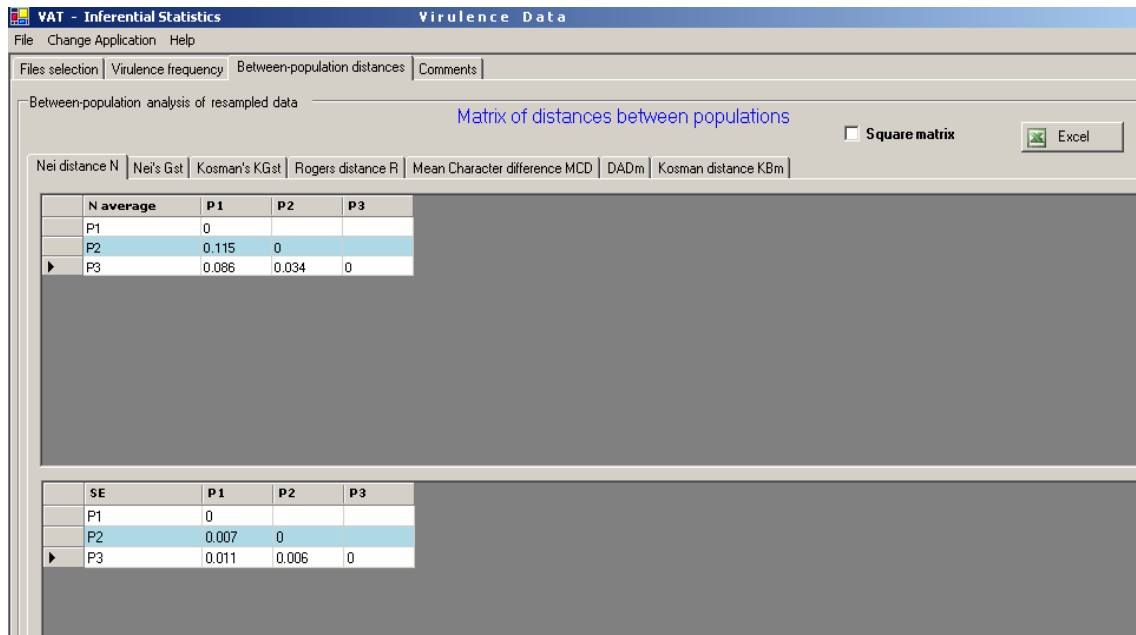 VAT - Inferential Statistics Virulence Data
File Change Application Help
Files selection Virulence frequency Between-population distances Comments
Between-population analysis of resampled data
Matrix of distances between populations
Square matrix Excel
Nei distance N Nei's Gst Kosman's KGst Rogers distance R Mean Character difference MCD DADm Kosman distance KBm
N average P1 P2 P3
P1 0
P2 0.115 0
P3 0.086 0.034 0
SE P1 P2 P3
P1 0
P2 0.007 0
P3 0.011 0.006 0